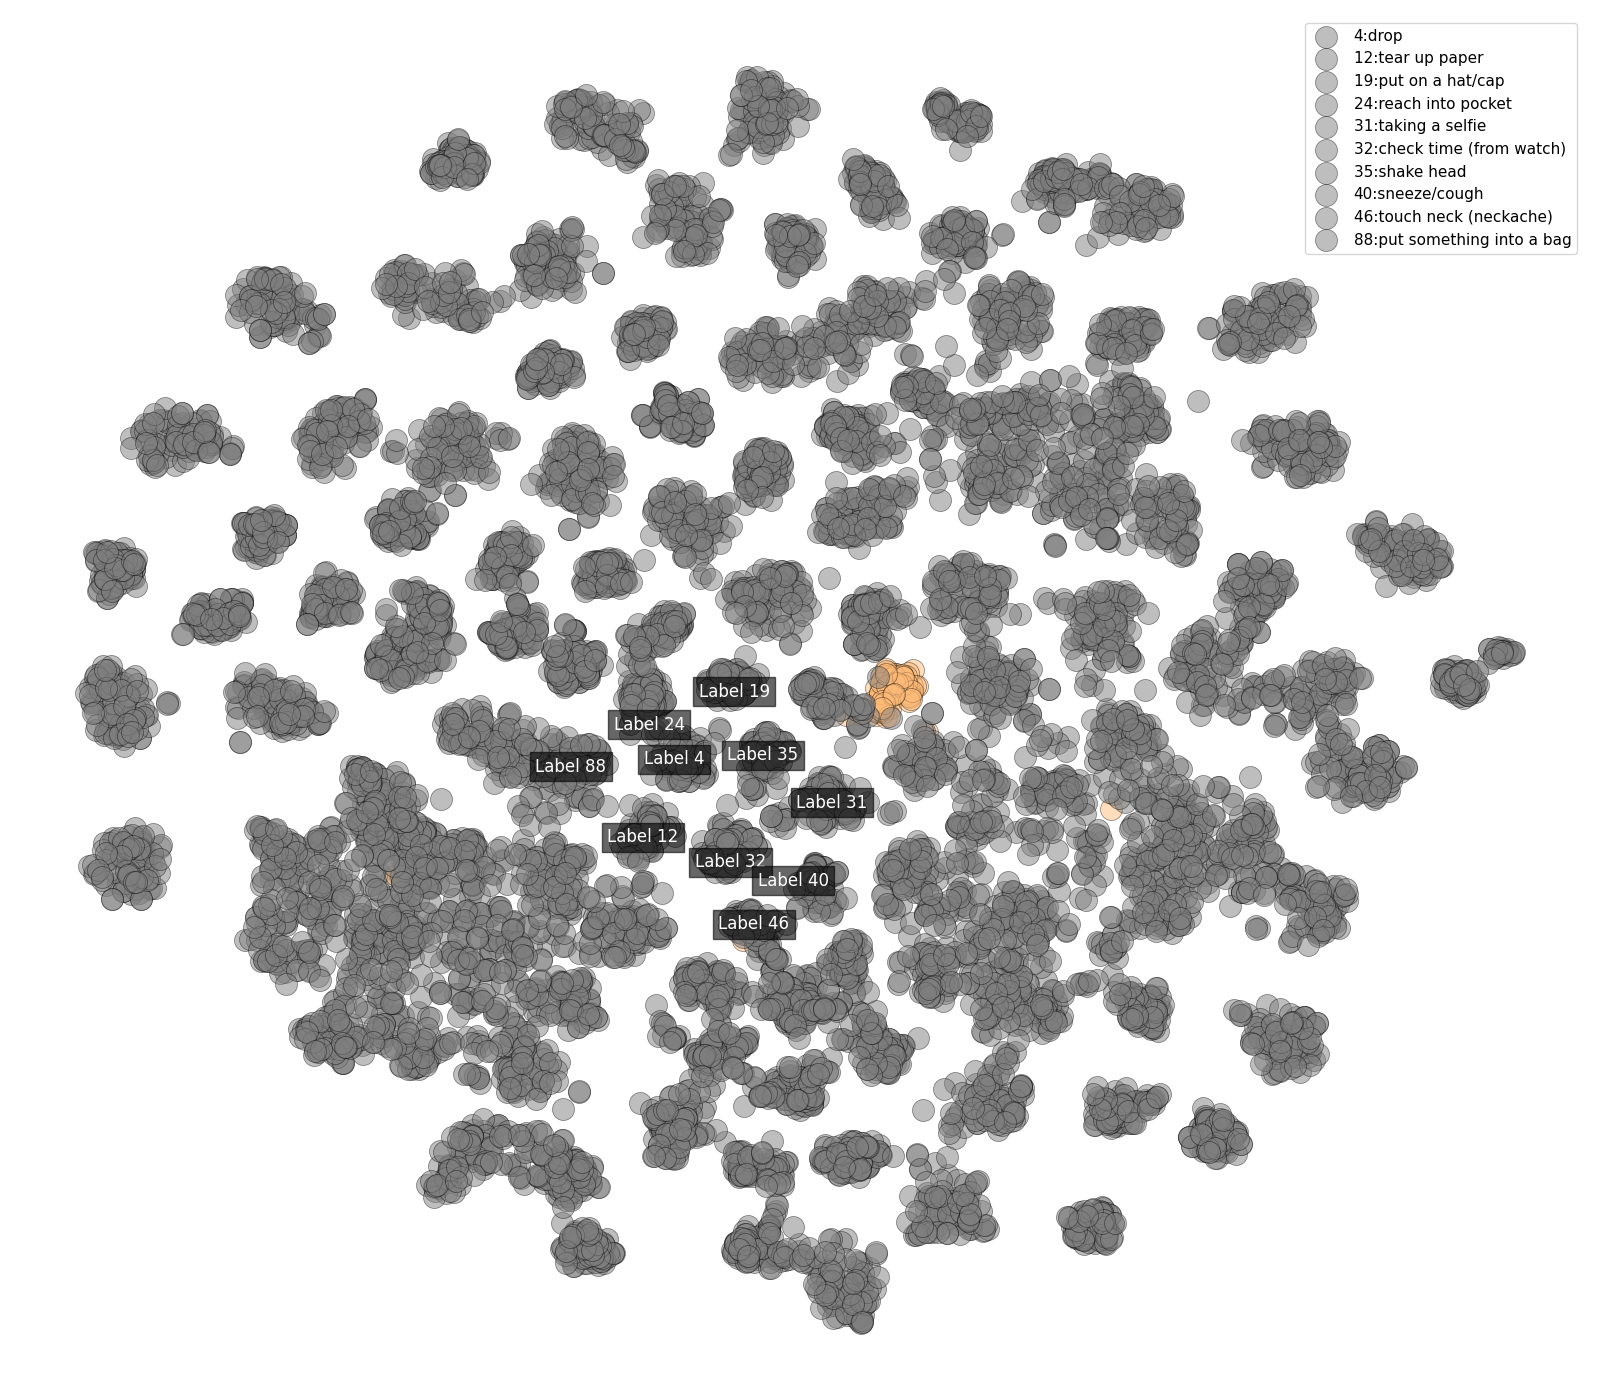 4:drop
12:tear up paper
19:put on a hat/cap
24:reach into pocket
31:taking a selfie
32:check time (from watch)
35:shake head
40:sneeze/cough
46:touch neck (neckache)
88:put something into a bag
Label 19
Label 24
Label 35
Label 4
Label 88
Label 31
Label 12
Label 32
Label 40
Label 46